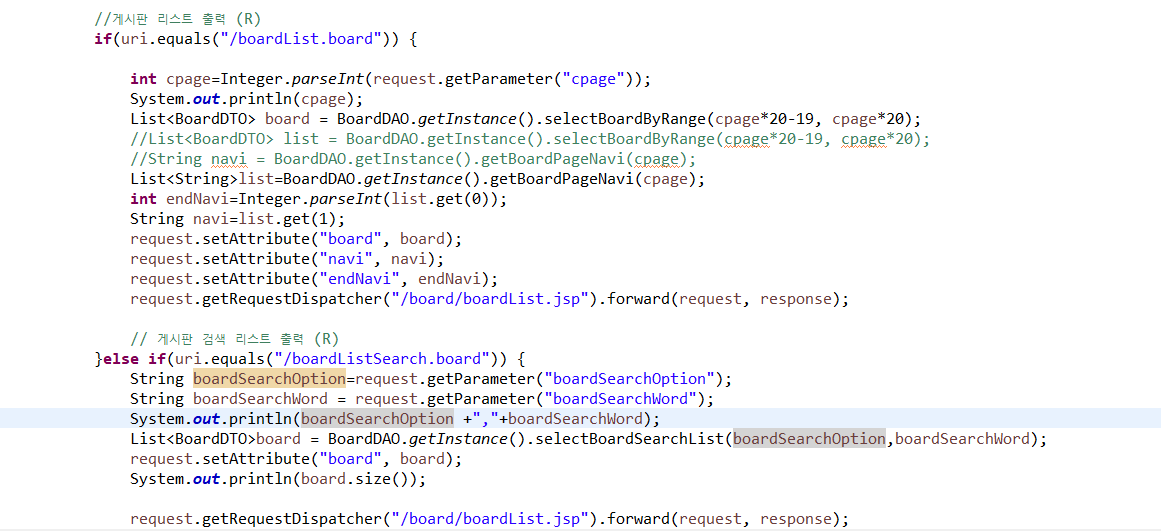 //게시판 리스트 출력 (R)
if(uri.equals("/boardList.board")) {
int cpage=Integer.parseInt(request.getParameter("cpage"));
System.out.println(cpage);
List<BoardDTO> board = BoardDAO.getInstance().selectBoardByRange(cpage*20-19, cpage*20);
//List<BoardDTO> list = BoardDAO.getInstance().selectBoardByRange(cpage*20-19, cpage*20);
//String navi = BoardDAO.getInstance().getBoardPageNavi(cpage);
List<String>list=BoardDAO.getInstance().getBoardPageNavi(cpage);
int endNavi=Integer.parseInt(list.get(0));
String navi=list.get(1);
request.setAttribute("board", board);
request.setAttribute("navi", navi);
request.setAttribute("endNavi", endNavi);
request.getRequestDispatcher("/board/boardList.jsp").forward(request, response);
// 게시판 검색 리스트 출력 (R)
}else if(uri.equals("/boardListSearch.board")) {
String boardSearchOption=request.getParameter("boardSearchOption");
String boardSearchWord = request.getParameter("boardSearchWord");
System.out.println(boardSearchOption +","+boardSearchWord);
List<BoardDTO>board = BoardDAO.getInstance().selectBoardSearchList(boardSearchOption,boardSearchWord);
request.setAttribute("board", board);
System.out.println(board.size());
request.getRequestDispatcher("/board/boardList.jsp").forward(request, response);